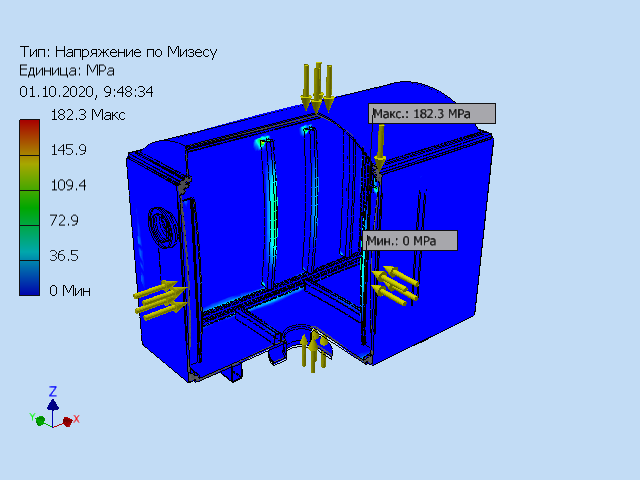 Тип: Напряжение по Мизесу
Единица: MPa
01.10.2020, 9:48:34
182.3 Макс
145.9
109.4
72.9
36.5
0 Мин
Макс.: 182.3 MPa
Мин.: 0 MPa
Z
Y
X